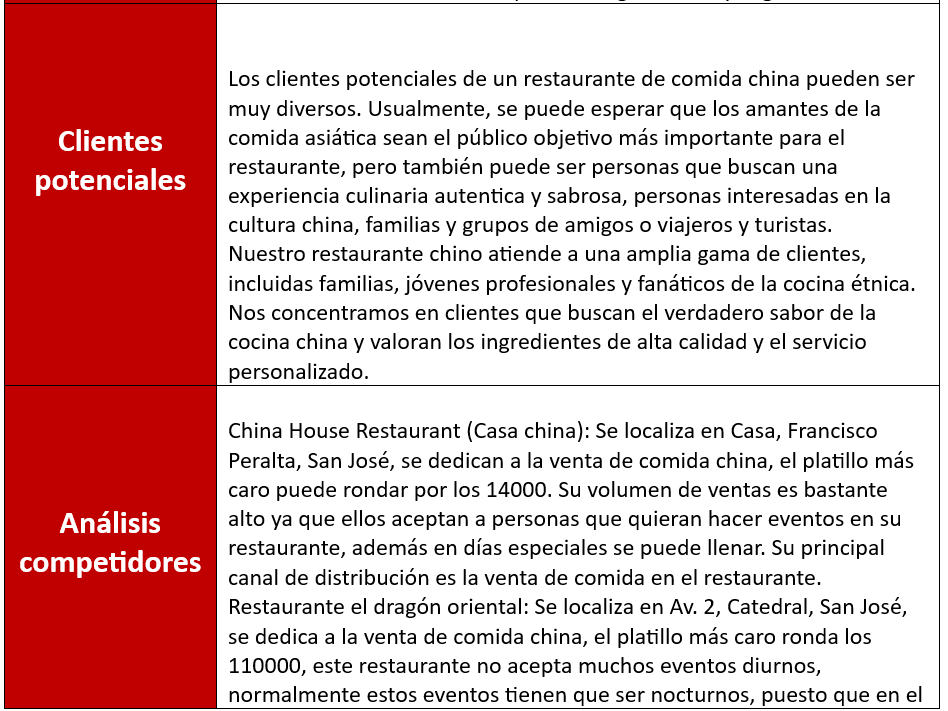 Clientes
potenciales
Los clientes potenciales de un restaurante de comida china pueden ser
muy diversos. Usualmente, se puede esperar que los amantes de la
comida asiática sean el público objetivo más importante para el
restaurante, pero también puede ser personas que buscan una
experiencia culinaria autentica y sabrosa, personas interesadas en la
cultura china, familias y grupos de amigos o viajeros y turistas.
Nuestro restaurante chino atiende a una amplia gama de clientes,
incluidas familias, jóvenes profesionales y fanáticos de la cocina étnica.
Nos concentramos en clientes que buscan el verdadero sabor de la
cocina china y valoran los ingredientes de alta calidad y el servicio
personalizado.
Análisis
competidores
China House Restaurant (Casa china): Se localiza en Casa, Francisco
Peralta, San José, se dedican a la venta de comida china, el platillo más
caro puede rondar por los 14000. Su volumen de ventas es bastante
alto ya que ellos aceptan a personas que quieran hacer eventos en su
restaurante, además en días especiales se puede llenar. Su principal
canal de distribución es la venta de comida en el restaurante.
Restaurante el dragón oriental: Se localiza en Av. 2, Catedral, San José,
se dedica a la venta de comida china, el platillo más caro ronda los
110000, este restaurante no acepta muchos eventos diurnos,
normalmente estos eventos tienen que ser nocturnos, puesto que en el